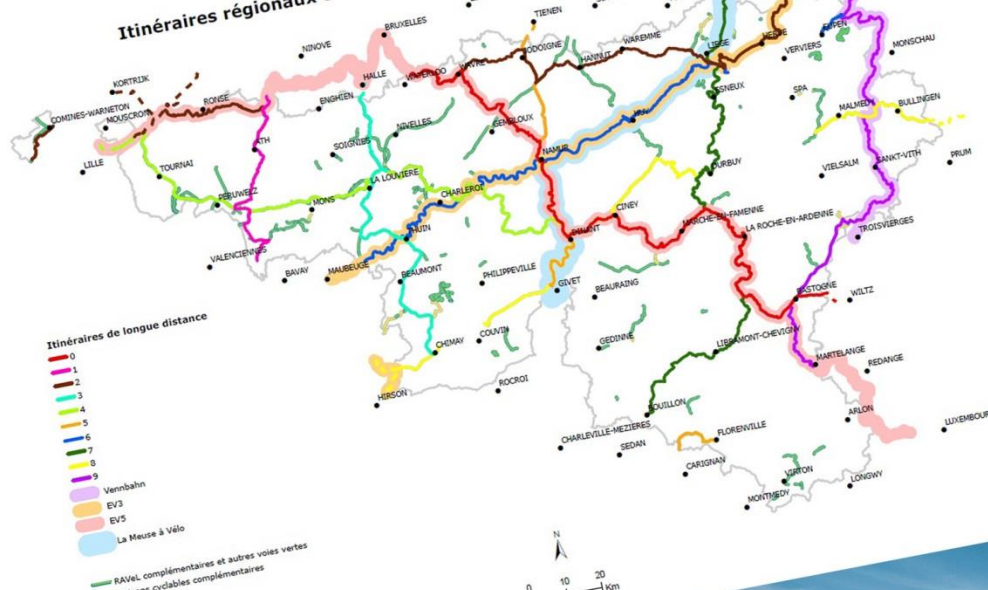 Itinéraires régionaux
TIENEN
BRUXELLES
NINOVE
EUPEN
HERVE
LIEGE
WAREMME
JODOIGNE
HANNUT
VERVIERS
MONSCHAU
KORTRIJK
HALLE
WATERLOO
WAVRE
COMINES-WARNETON
MOUSCRON
RONSE
ENGHIEN
ESNEUX
SPA
MALMEDY
BULLINGEN
LILLE
ATH
SOIGNIES
NIVELLES
GEMBLOUX
HUY
TOURNAI
NAMUR
VIELSALM
SANKT-VITH
PRUM
PERUWELZ
MONS
LA LOUVIERE
CHARLEROI
DURBUY
CINEY
MARCHE-EN-FAMENNE
LA ROCHE-EN-ARDENNE
TROISVIERGES
VALENCIENNES
BAVAY
MAUBEUGE
THUIN
BEAUMONT
DINANT
PHILIPPEVILLE
GIVET
BEAURAING
BASTOGNE
WILTZ
Itinéraires de longue distance
0
1
2
3
4
5
6
7
8
9
Vennbahn
EV3
EV5
La Meuse à Vélo
RAVeL complémentaires et autres voies vertes
cyclables complémentaires
CHIMAY
COUVIN
GEDINNE
LIBRAMONT-CHEVIGNY
MARTELANGE
REDANGE
HIRSON
ROCROI
BOUILLON
ARLON
CHARLEVILLE-MEZIERES
SEDAN
FLORENVILLE
CARIGNAN
VIRTON
LONGWY
MONTMEDY
N
0 10 20
Km